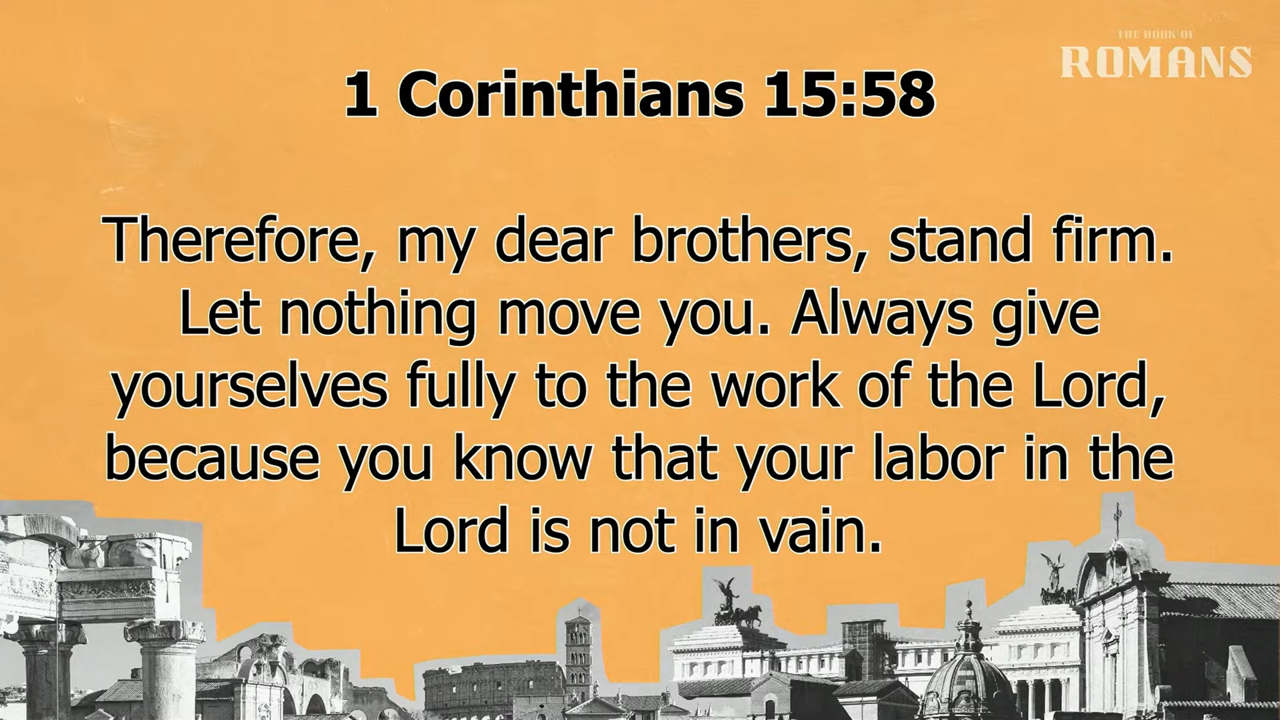 THE BOOK OF
ROMANS
1 Corinthians 15:58
Therefore, my dear brothers, stand firm.
Let nothing move you. Always give
yourselves fully to the work of the Lord,
because you know that your labor in the
Lord is not in vain.